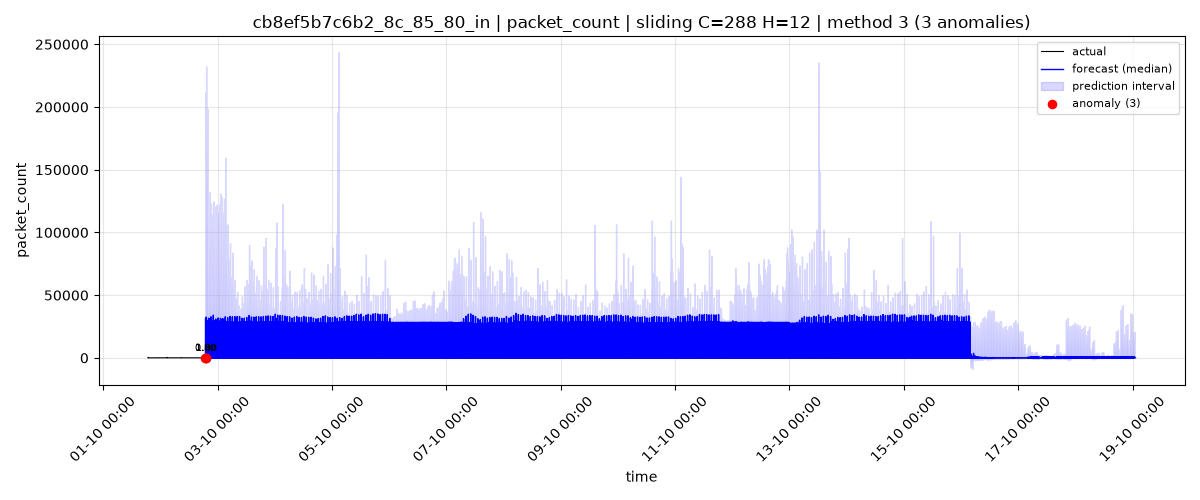 cb8ef5b7c6b2_8c_85_80_in | packet_count | sliding C=288 H=12 | method 3 (3 anomalies)
actual
forecast (median)
prediction interval
anomaly (3)
packet_count
250000
200000
150000
100000
50000
0
01-10 00:00
03-10 00:00
05-10 00:00
07-10 00:00
09-10 00:00
11-10 00:00
13-10 00:00
15-10 00:00
17-10 00:00
19-10 00:00
time